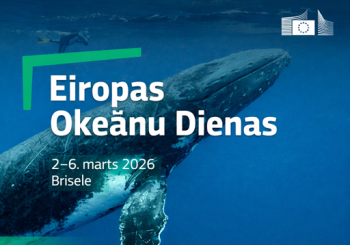 Eiropas
Okeānu Dienas
2–6. marts 2026
Brisele